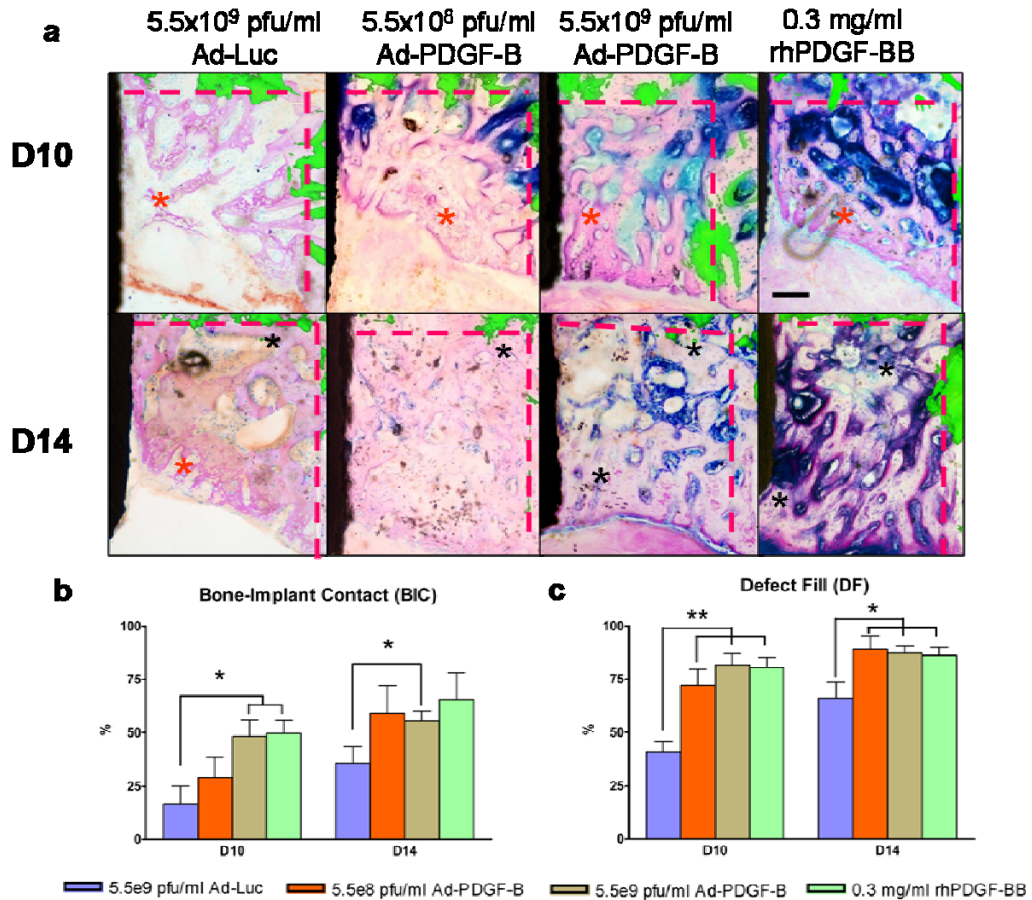 a
5.5x10⁹ pfu/ml
Ad-Luc
5.5x10⁸ pfu/ml
Ad-PDGF-B
5.5x10⁹ pfu/ml
Ad-PDGF-B
0.3 mg/ml
rhPDGF-BB
D10
*
*
*
*
D14
*
*
*
*
*
*
*
b
Bone-Implant Contact (BIC)
100
75
50
25
0
%
*
*
D10
D14
c
Defect Fill (DF)
100
75
50
25
0
%
**
*
D10
D14
5.5e9 pfu/ml Ad-Luc
5.5e8 pfu/ml Ad-PDGF-B
5.5e9 pfu/ml Ad-PDGF-B
0.3 mg/ml rhPDGF-BB